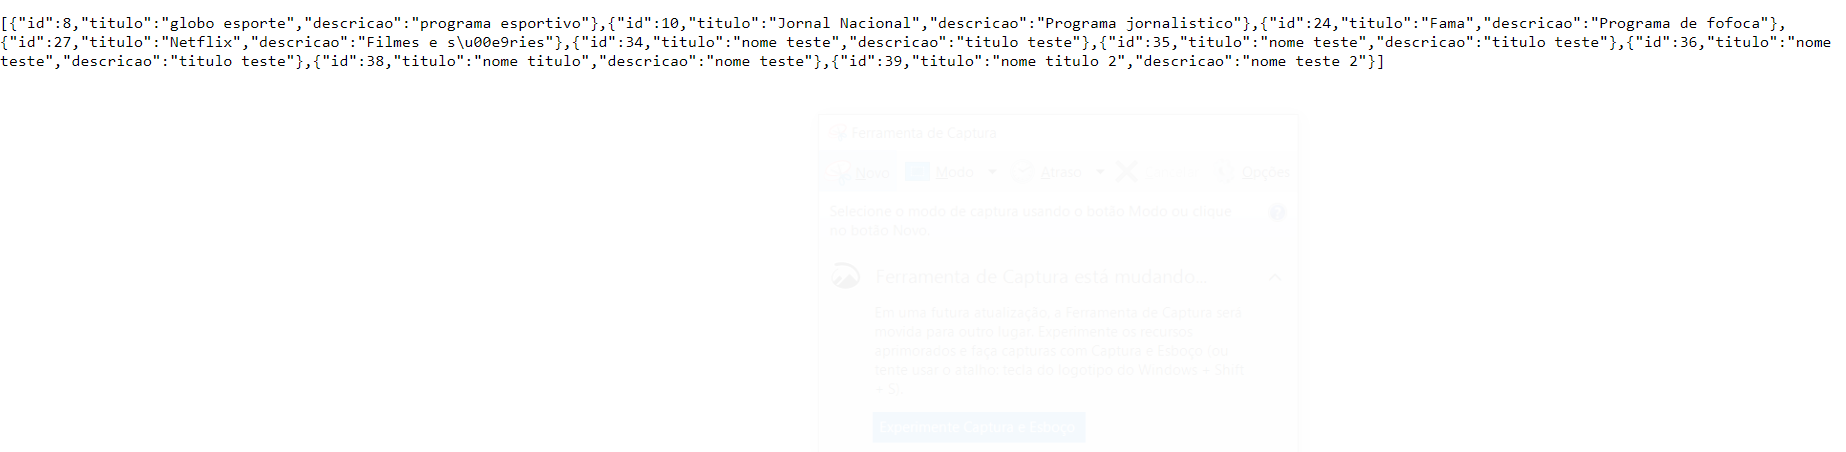 [{"id":8,"titulo":"globo esporte","descricao":"programa esportivo"},{"id":10,"titulo":"Jornal Nacional","descricao":"Programa jornalistico"},{"id":24,"titulo":"Fama","descricao":"Programa de fofoca"},
{"id":27,"titulo":"Netflix","descricao":"Filmes e s\u00e9ries"},{"id":34,"titulo":"nome teste","descricao":"titulo teste"},{"id":35,"titulo":"nome teste","descricao":"titulo teste"},{"id":36,"titulo":"nome
teste","descricao":"titulo teste"},{"id":38,"titulo":"nome titulo","descricao":"nome teste"},{"id":39,"titulo":"nome titulo 2","descricao":"nome teste 2"}]
Ferramenta de Captura
Novo Modo Atraso Opções
Selecione o modo de captura usando o botão Modo ou clique
no botão Novo.
Ferramenta de Captura está mudando...
Em uma futura atualização, a Ferramenta de Captura será
movida para outro lugar. Experimente os recursos
aprimorados e faça capturas com Captura e Esboço (ou
tente usar o atalho: tecla do logotipo do Windows + Shift
+ S).
Experimente Captura e Esboço